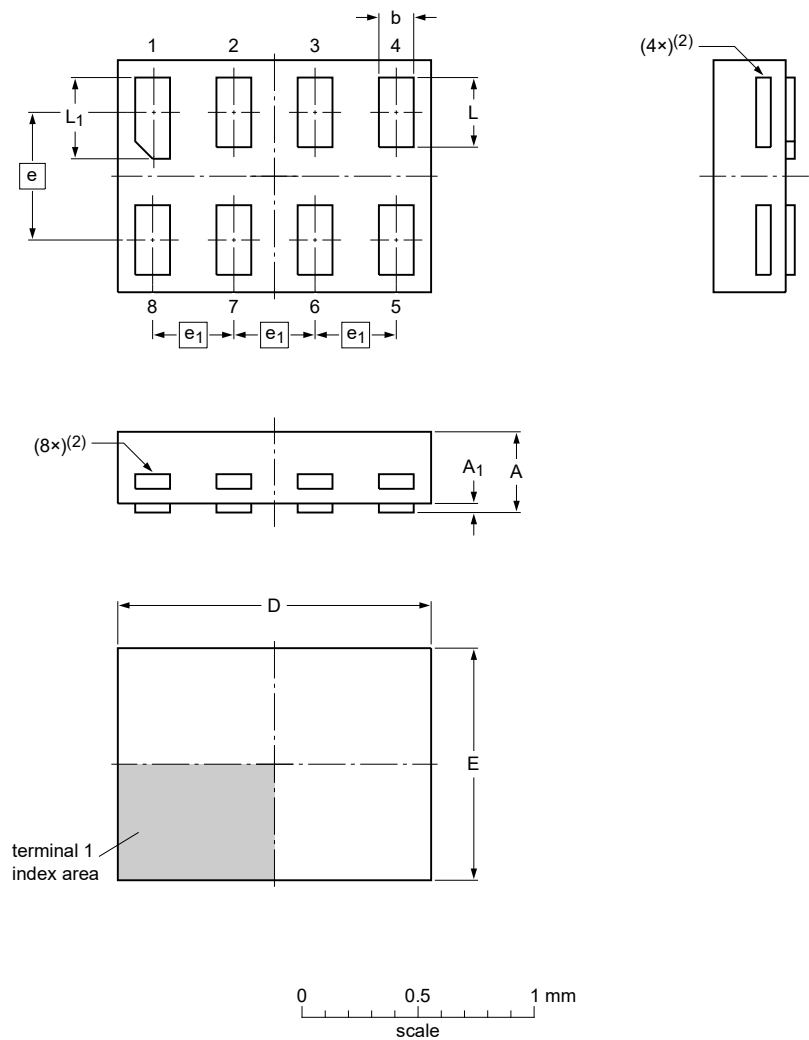 b
1 2 3 4
(4×)(2)
L1
L
e
8 7 6 5
e1 e1 e1
(8×)(2)
A1
A
D
E
terminal 1
index area
0 0.5 1 mm
scale